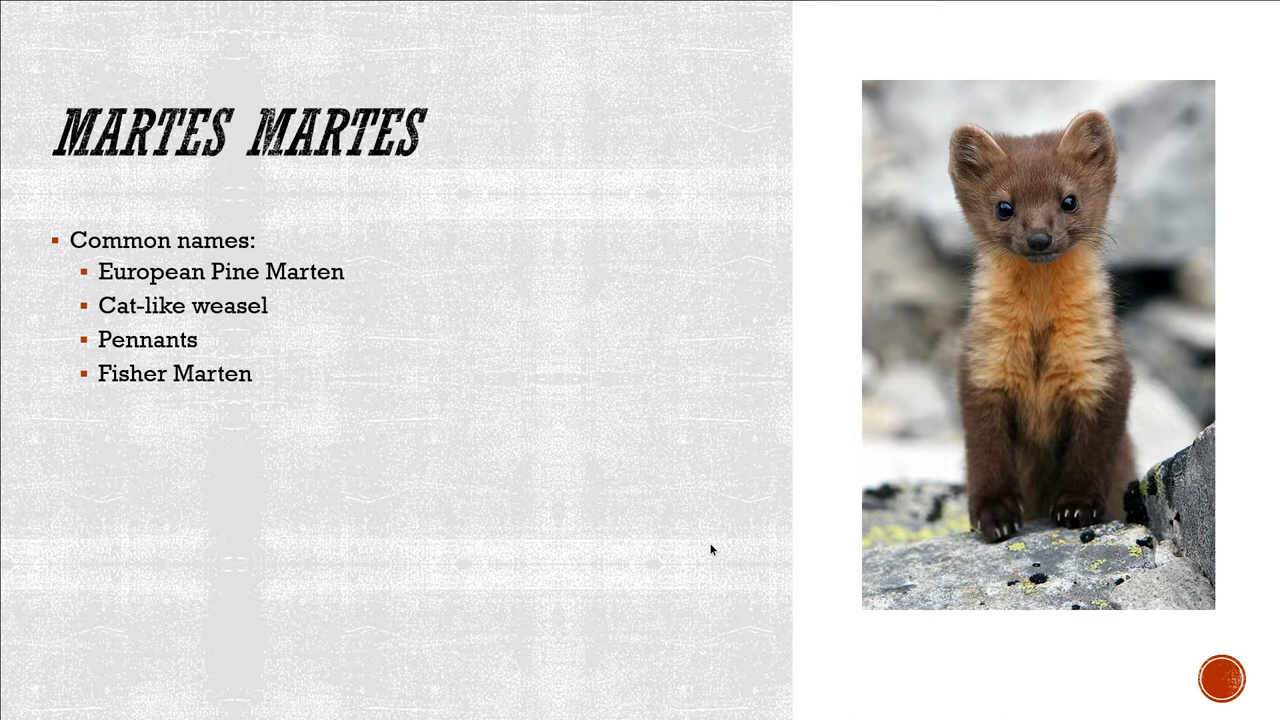 MARTES MARTES
Common names:
European Pine Marten
Cat-like weasel
Pennants
Fisher Marten